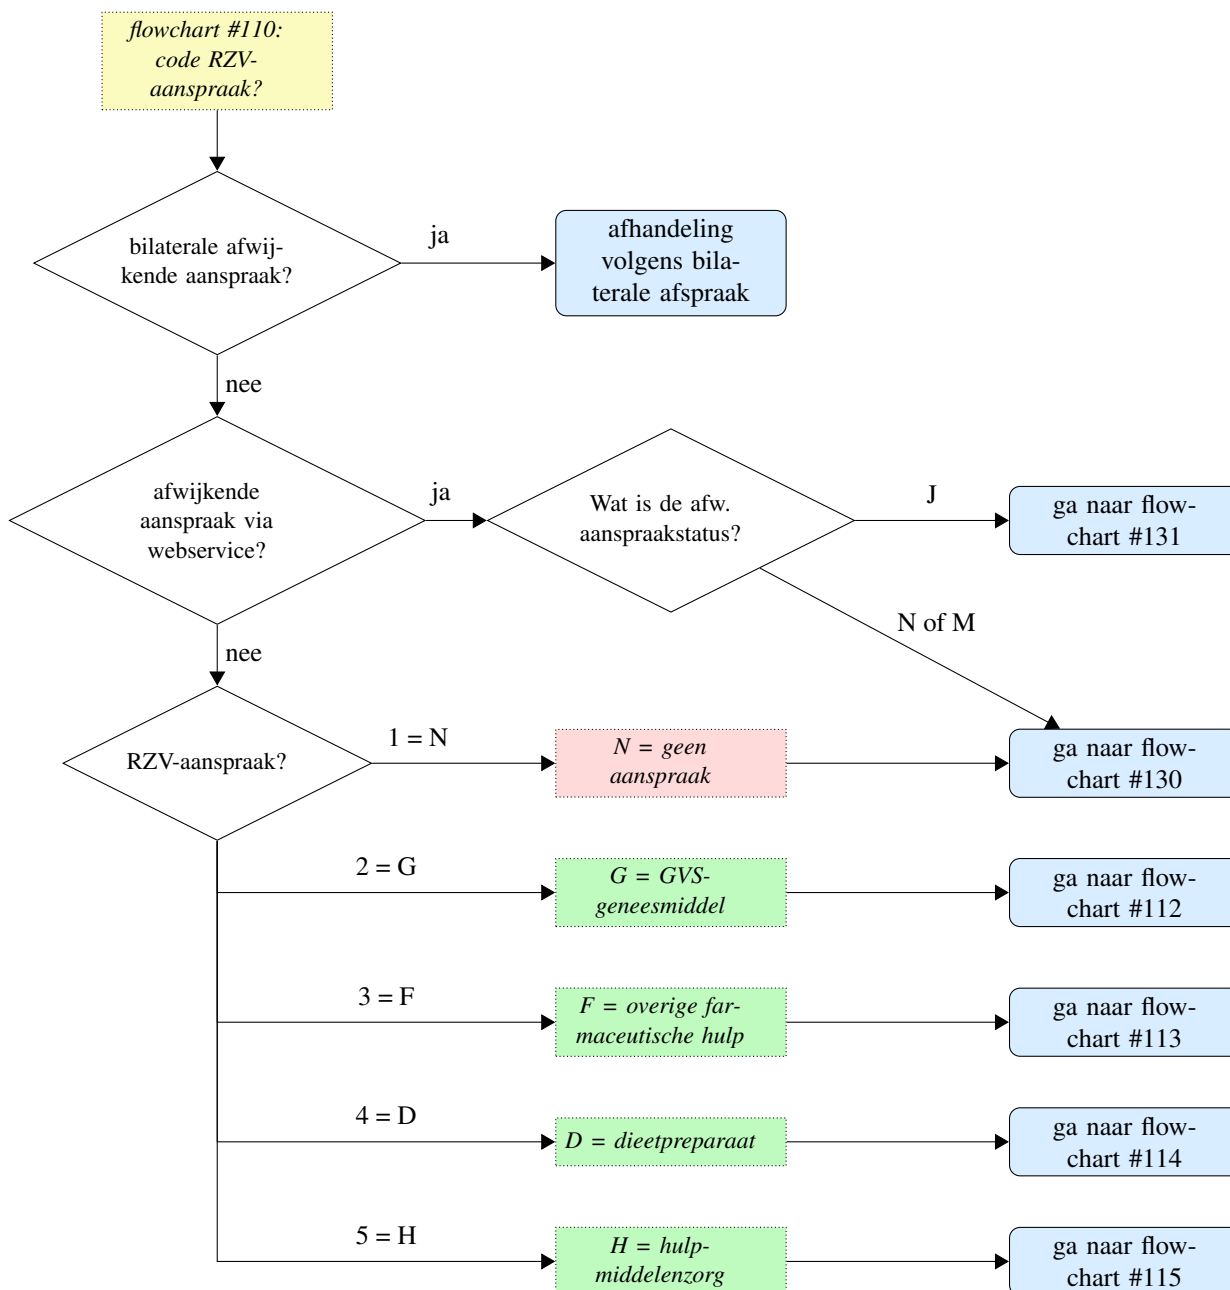 flowchart #110:
code RZV-
aanspraak?
bilaterale afwij-
kende aanspraak?
ja
afhandeling
volgens bila-
terale afspraak
nee
afwijkende
aanspraak via
webservice?
ja
Wat is de afw.
aanspraakstatus?
J
ga naar flow-
chart #131
N of M
nee
RZV-aanspraak?
1 = N
N = geen
aanspraak
ga naar flow-
chart #130
2 = G
G = GVS-
geneesmiddel
ga naar flow-
chart #112
3 = F
F = overige far-
maceutische hulp
ga naar flow-
chart #113
4 = D
D = dieetpreparaat
ga naar flow-
chart #114
5 = H
H = hulp-
middelenzorg
ga naar flow-
chart #115